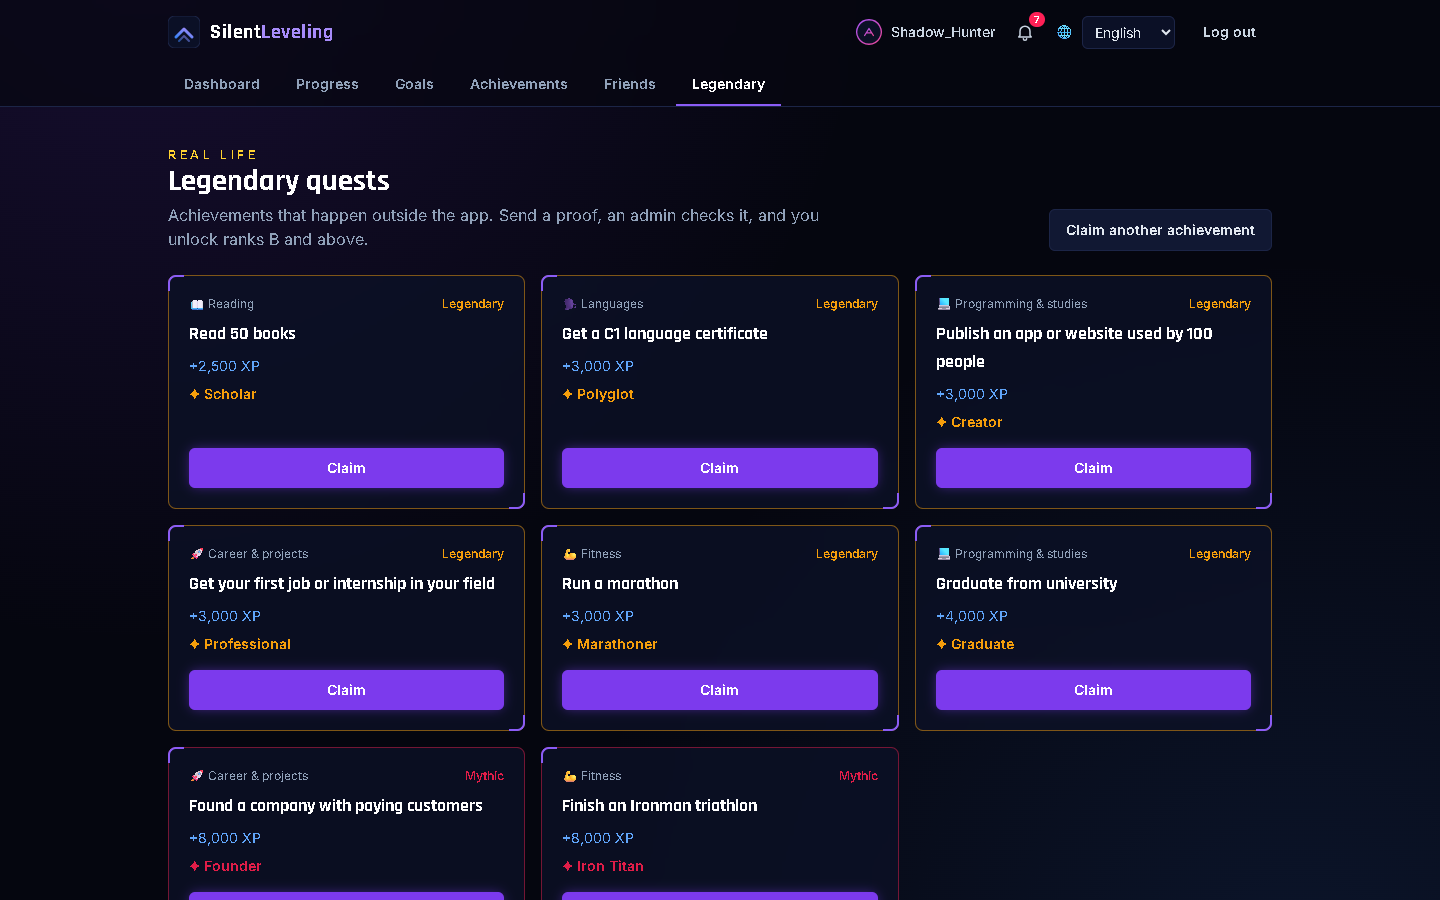 SilentLeveling
Shadow_Hunter
7
English
Log out
Dashboard
Progress
Goals
Achievements
Friends
Legendary
REAL LIFE
Legendary quests
Achievements that happen outside the app. Send a proof, an admin checks it, and you
unlock ranks B and above.
Claim another achievement
Reading
Legendary
Read 50 books
+2,500 XP
✦ Scholar
Claim
Languages
Legendary
Get a C1 language certificate
+3,000 XP
✦ Polyglot
Claim
Programming & studies
Legendary
Publish an app or website used by 100
people
+3,000 XP
✦ Creator
Claim
Career & projects
Legendary
Get your first job or internship in your field
+3,000 XP
✦ Professional
Claim
Fitness
Legendary
Run a marathon
+3,000 XP
✦ Marathoner
Claim
Programming & studies
Legendary
Graduate from university
+4,000 XP
✦ Graduate
Claim
Career & projects
Mythic
Found a company with paying customers
+8,000 XP
✦ Founder
Fitness
Mythic
Finish an Ironman triathlon
+8,000 XP
✦ Iron Titan